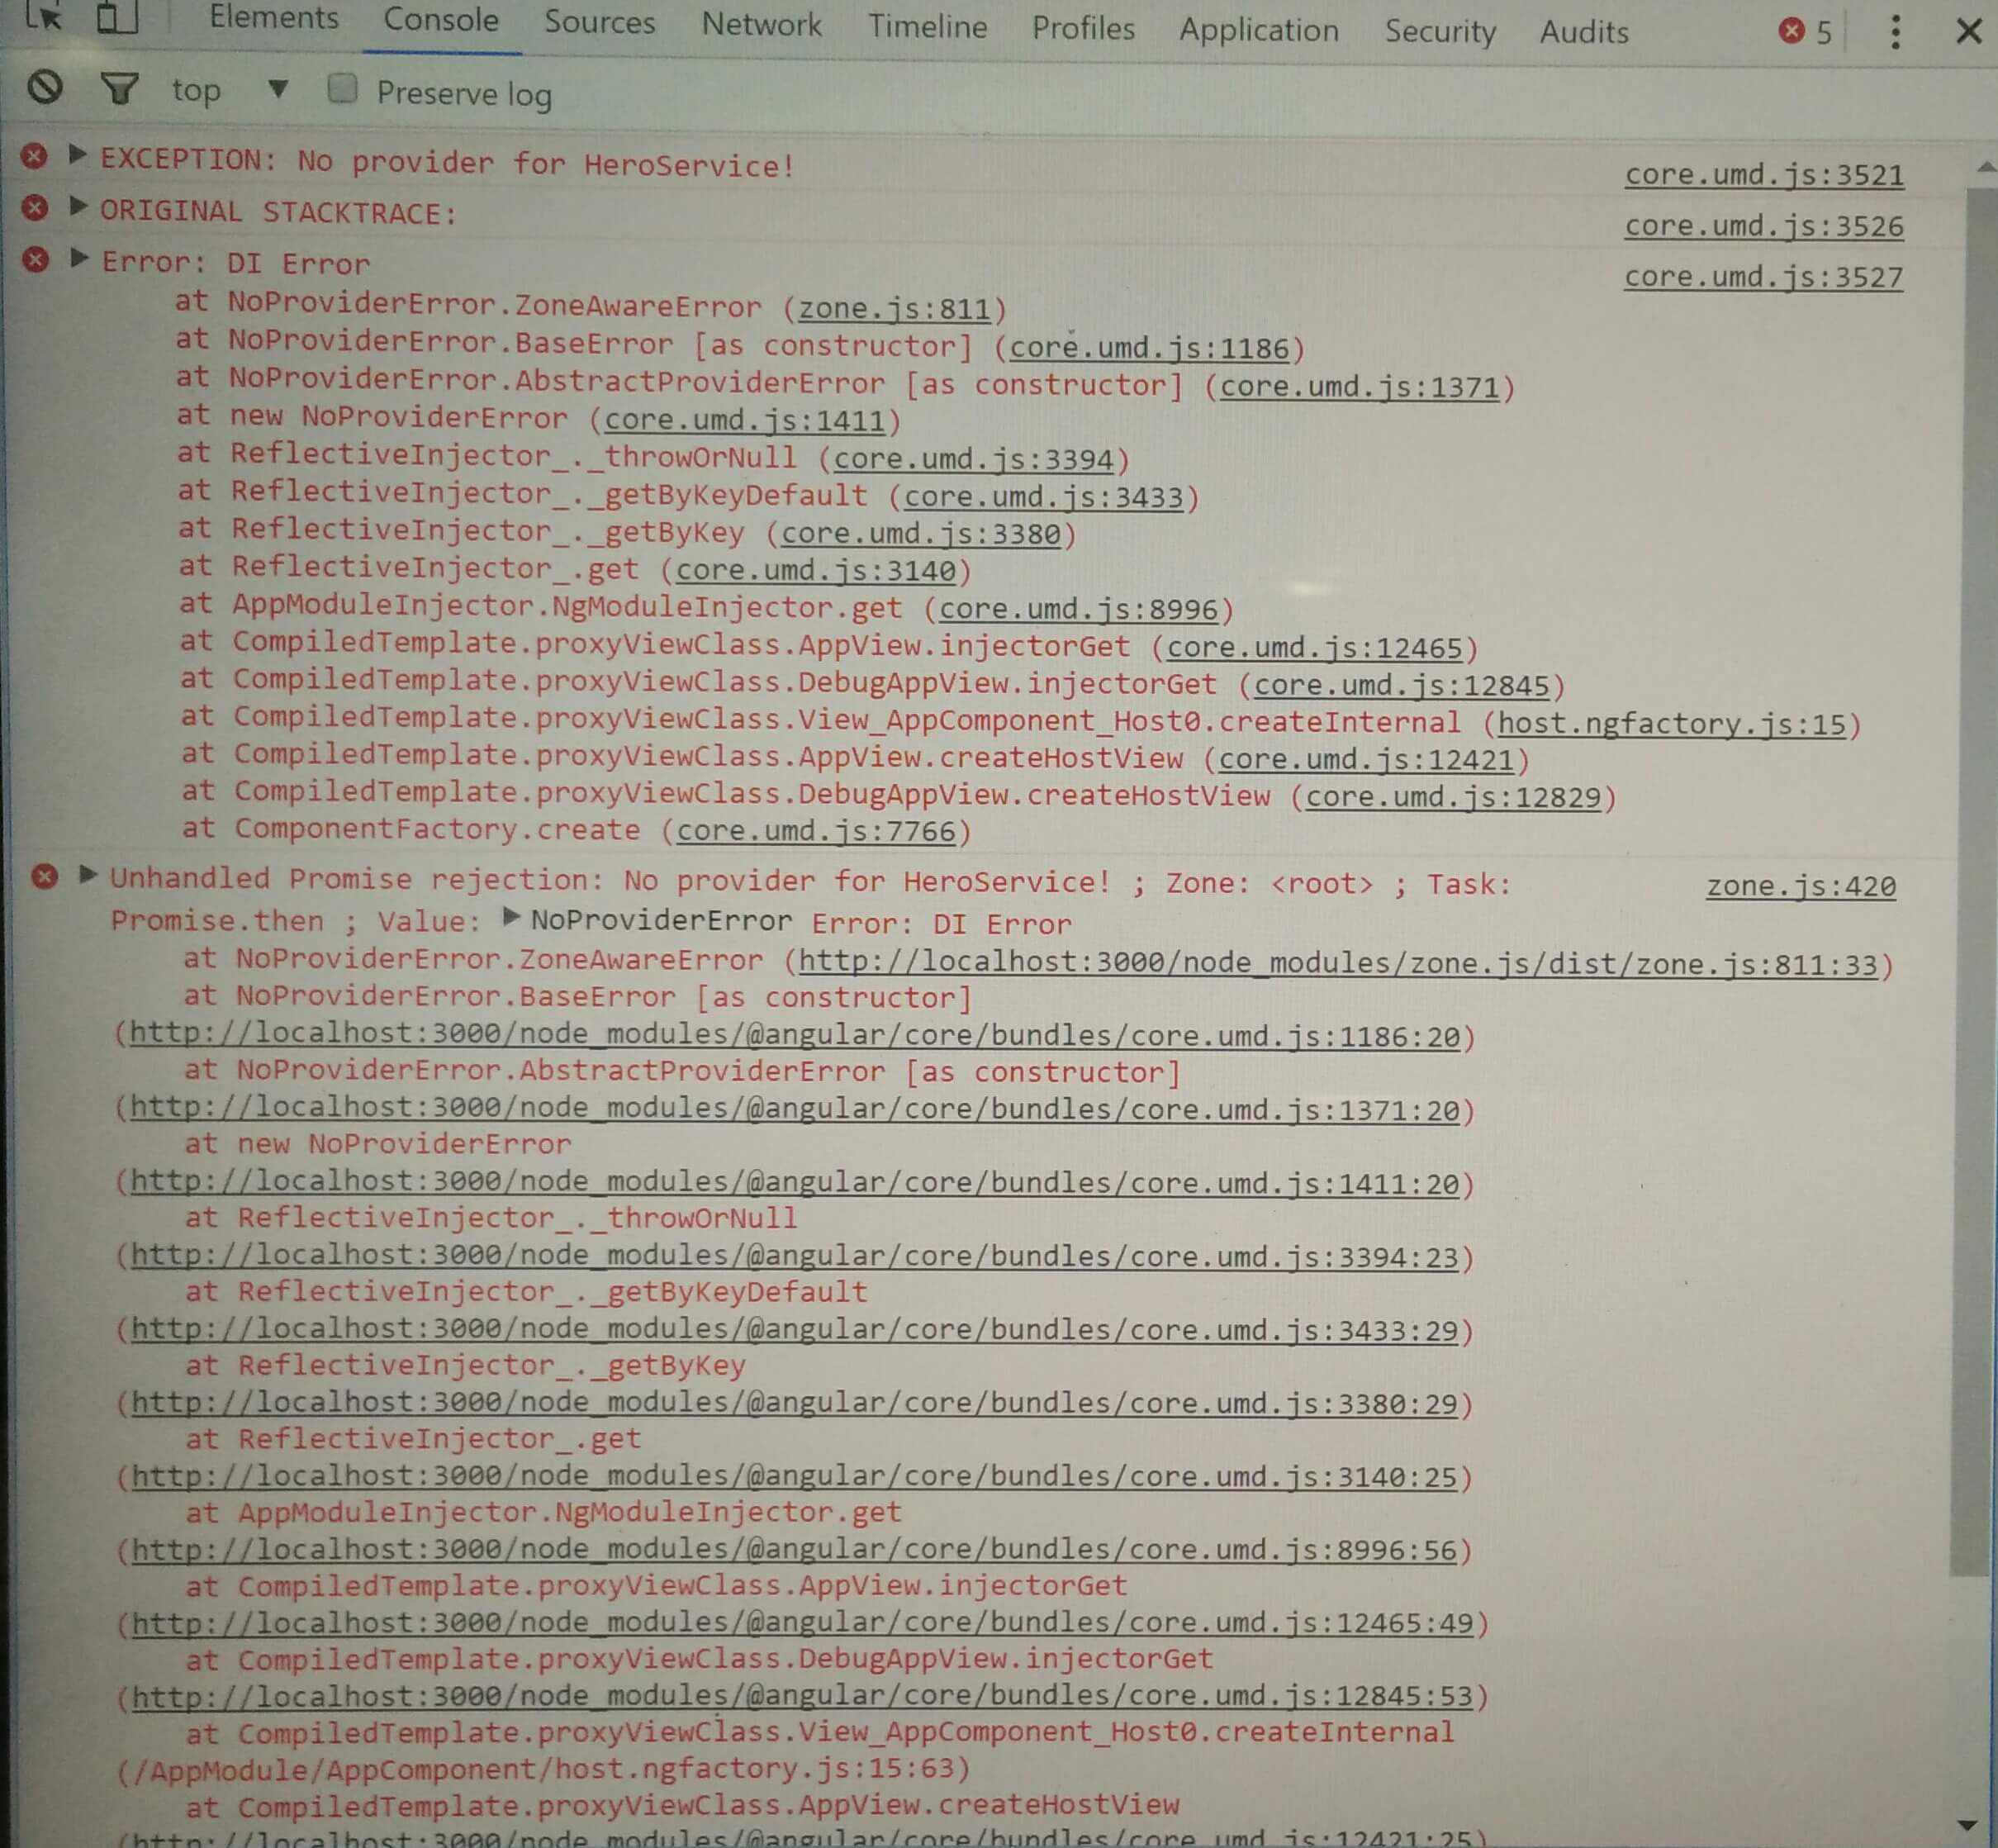 Elements Console Sources Network Timeline Profiles Application Security Audits 5
top Preserve log
EXCEPTION: No provider for HeroService! core.umd.js:3521
ORIGINAL STACKTRACE: core.umd.js:3526
Error: DI Error core.umd.js:3527
at NoProviderError.ZoneAwareError (zone.js:811)
at NoProviderError.BaseError [as constructor] (core.umd.js:1186)
at NoProviderError.AbstractProviderError [as constructor] (core.umd.js:1371)
at new NoProviderError (core.umd.js:1411)
at ReflectiveInjector_._throwOrNull (core.umd.js:3394)
at ReflectiveInjector_._getByKeyDefault (core.umd.js:3433)
at ReflectiveInjector_._getByKey (core.umd.js:3380)
at ReflectiveInjector_.get (core.umd.js:3140)
at AppModuleInjector.NgModuleInjector.get (core.umd.js:8996)
at CompiledTemplate.proxyViewClass.AppView.injectorGet (core.umd.js:12465)
at CompiledTemplate.proxyViewClass.DebugAppView.injectorGet (core.umd.js:12845)
at CompiledTemplate.proxyViewClass.View_AppComponent_Host0.createInternal (host.ngfactory.js:15)
at CompiledTemplate.proxyViewClass.AppView.createHostView (core.umd.js:12421)
at CompiledTemplate.proxyViewClass.DebugAppView.createHostView (core.umd.js:12829)
at ComponentFactory.create (core.umd.js:7766)
Unhandled Promise rejection: No provider for HeroService! ; Zone: <root> ; Task: zone.js:420
Promise.then ; Value: NoProviderError Error: DI Error
at NoProviderError.ZoneAwareError (http://localhost:3000/node_modules/zone.js/dist/zone.js:811:33)
at NoProviderError.BaseError [as constructor]
(http://localhost:3000/node_modules/@angular/core/bundles/core.umd.js:1186:20)
at NoProviderError.AbstractProviderError [as constructor]
(http://localhost:3000/node_modules/@angular/core/bundles/core.umd.js:1371:20)
at new NoProviderError
(http://localhost:3000/node_modules/@angular/core/bundles/core.umd.js:1411:20)
at ReflectiveInjector_._throwOrNull
(http://localhost:3000/node_modules/@angular/core/bundles/core.umd.js:3394:23)
at ReflectiveInjector_._getByKeyDefault
(http://localhost:3000/node_modules/@angular/core/bundles/core.umd.js:3433:29)
at ReflectiveInjector_._getByKey
(http://localhost:3000/node_modules/@angular/core/bundles/core.umd.js:3380:29)
at ReflectiveInjector_.get
(http://localhost:3000/node_modules/@angular/core/bundles/core.umd.js:3140:25)
at AppModuleInjector.NgModuleInjector.get
(http://localhost:3000/node_modules/@angular/core/bundles/core.umd.js:8996:56)
at CompiledTemplate.proxyViewClass.AppView.injectorGet
(http://localhost:3000/node_modules/@angular/core/bundles/core.umd.js:12465:49)
at CompiledTemplate.proxyViewClass.DebugAppView.injectorGet
(http://localhost:3000/node_modules/@angular/core/bundles/core.umd.js:12845:53)
at CompiledTemplate.proxyViewClass.View_AppComponent_Host0.createInternal
(/AppModule/AppComponent/host.ngfactory.js:15:63)
at CompiledTemplate.proxyViewClass.AppView.createHostView
(http://localhost:3000/node_modules/@angular/core/bundles/core.umd.js:12421:25)